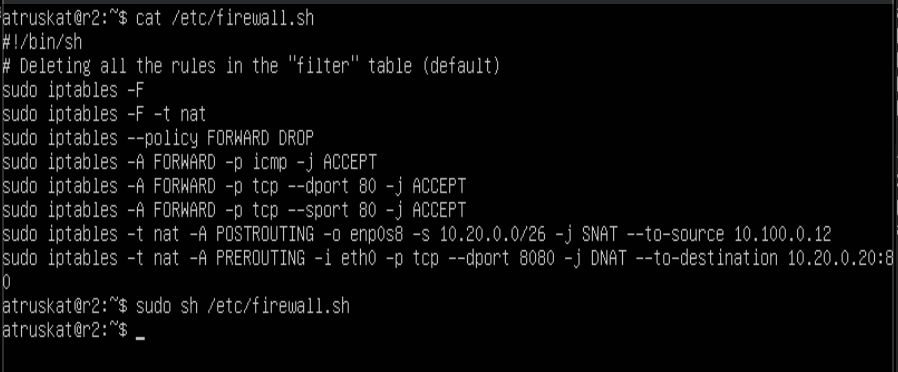 atruskat@r2:~$ cat /etc/firewall.sh
#!/bin/sh
# Deleting all the rules in the "filter" table (default)
sudo iptables -F
sudo iptables -F -t nat
sudo iptables --policy FORWARD DROP
sudo iptables -A FORWARD -p icmp -j ACCEPT
sudo iptables -A FORWARD -p tcp --dport 80 -j ACCEPT
sudo iptables -A FORWARD -p tcp --sport 80 -j ACCEPT
sudo iptables -t nat -A POSTROUTING -o enp0s8 -s 10.20.0.0/26 -j SNAT --to-source 10.100.0.12
sudo iptables -t nat -A PREROUTING -i eth0 -p tcp --dport 8080 -j DNAT --to-destination 10.20.0.20:8
0
atruskat@r2:~$ sudo sh /etc/firewall.sh
atruskat@r2:~$ _